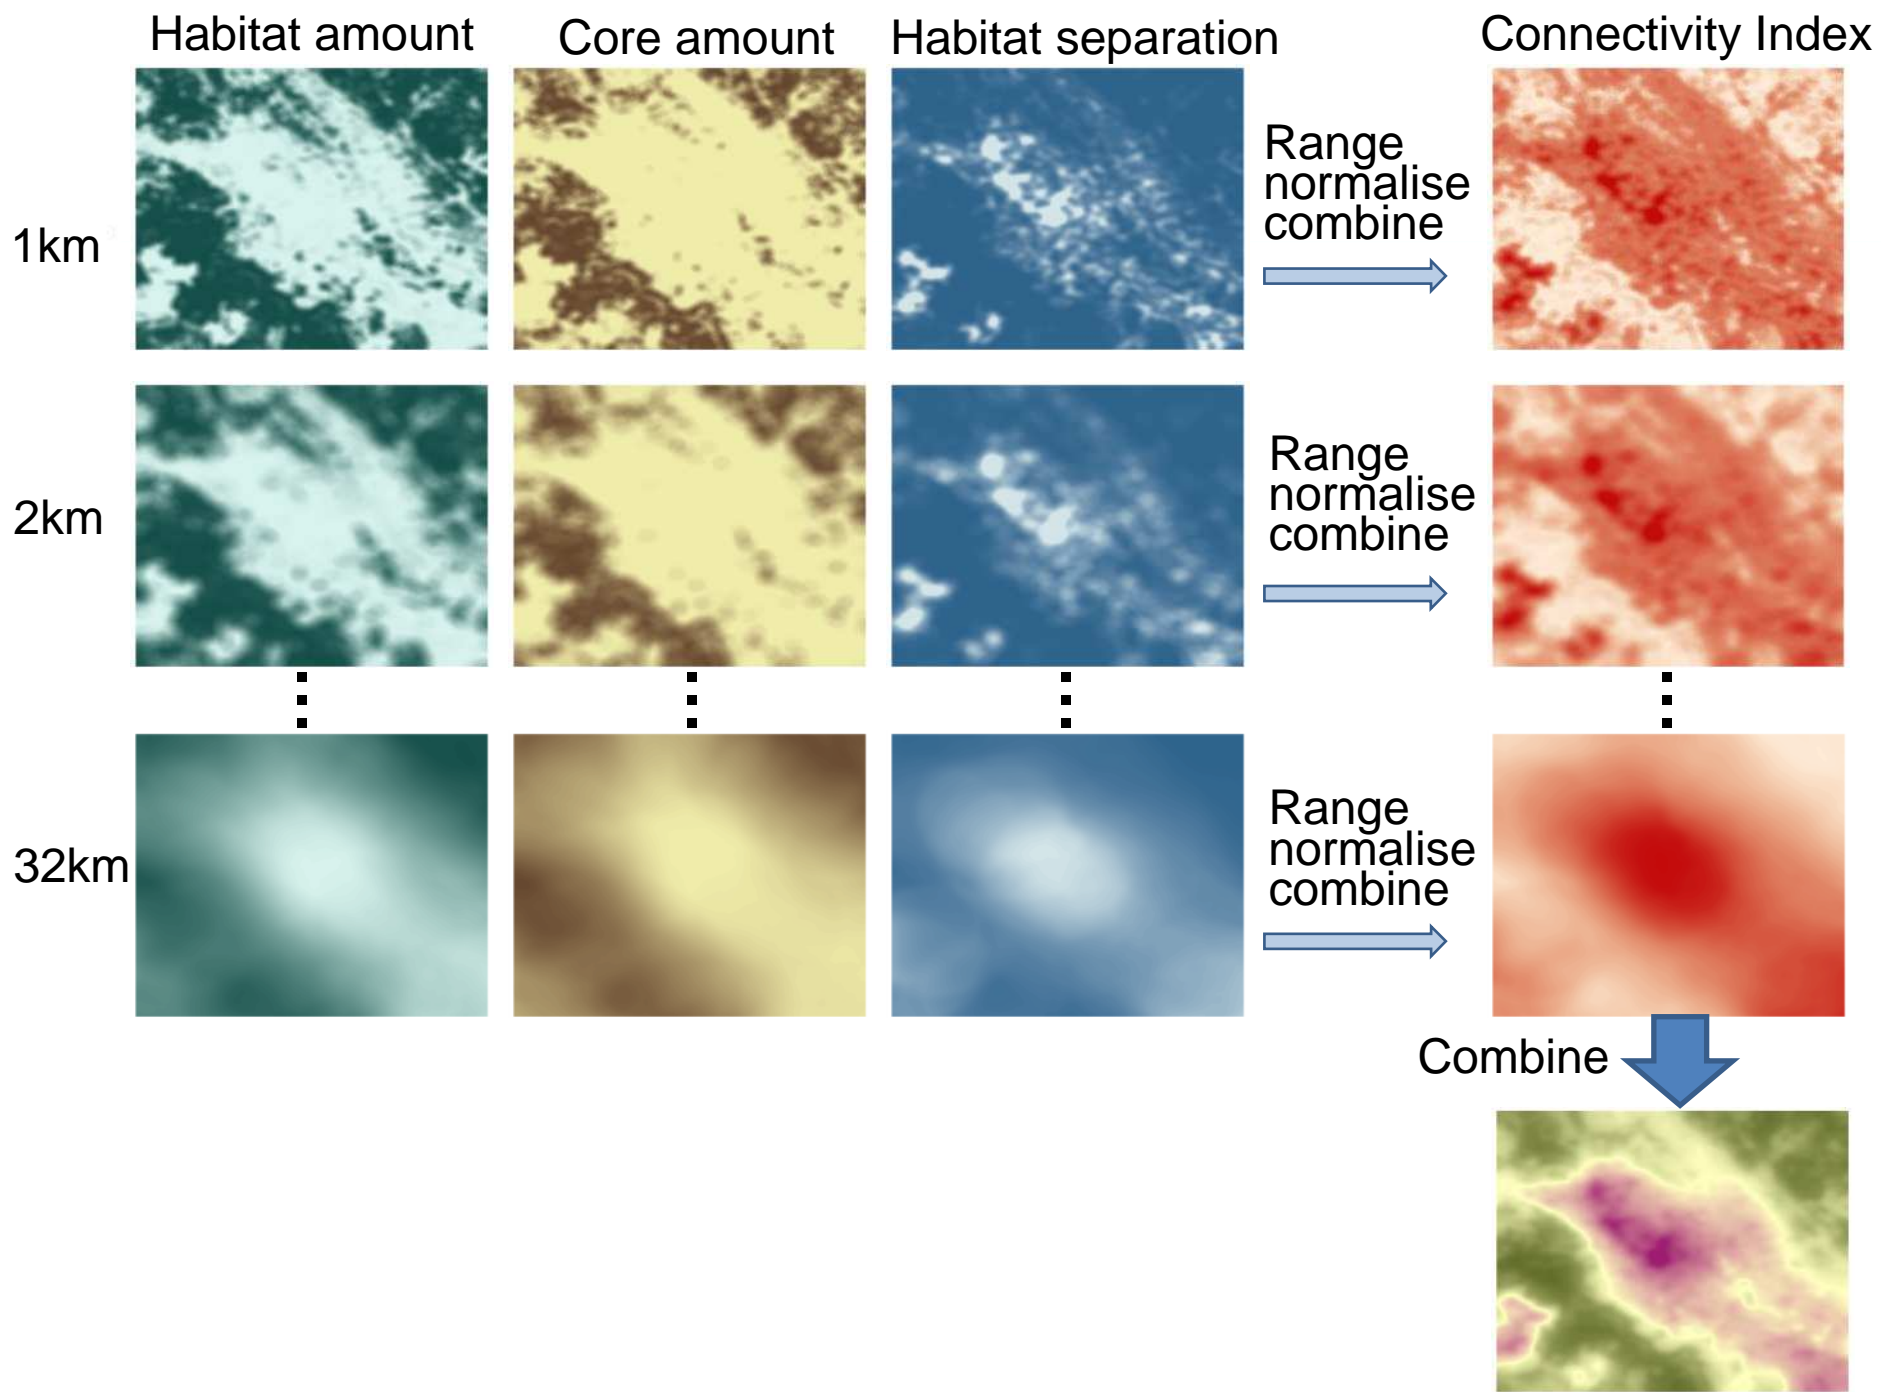 Habitat amount
Core amount
Habitat separation
Connectivity Index
1km
Range
normalise
combine
2km
Range
normalise
combine
32km
Range
normalise
combine
Combine